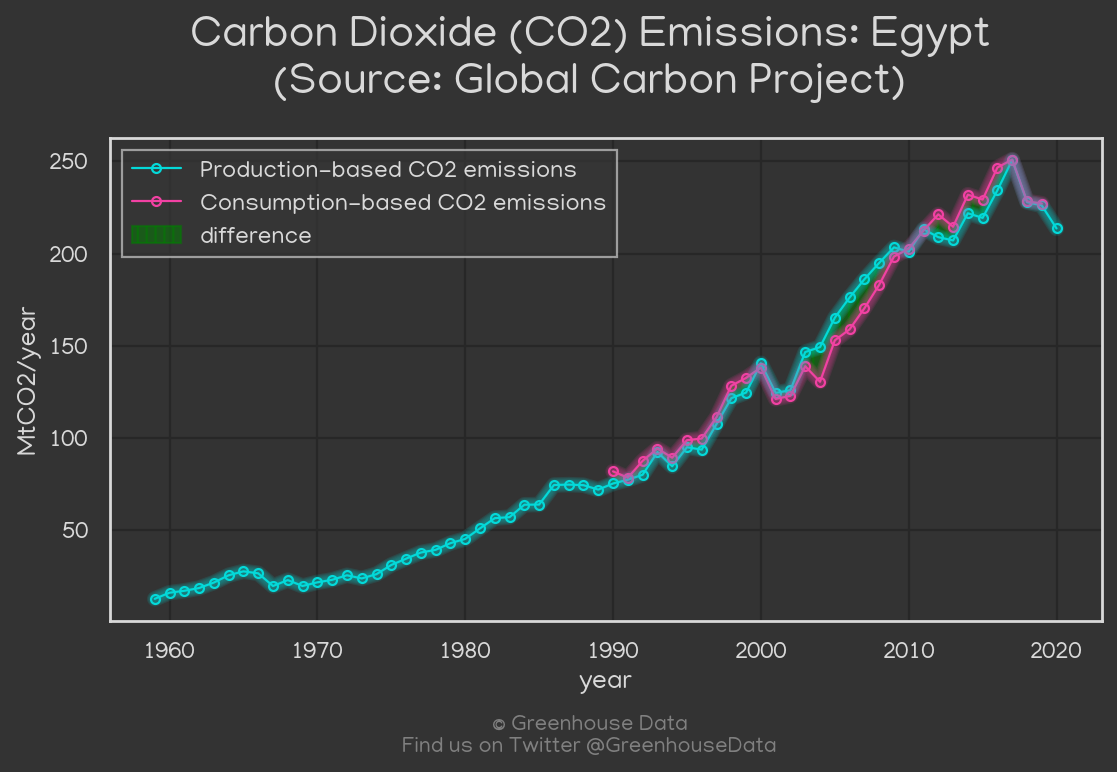 Carbon Dioxide (CO2) Emissions: Egypt
(Source: Global Carbon Project)
Production-based CO2 emissions
Consumption-based CO2 emissions
difference
MtCO2/year
250
200
150
100
50
1960 1970 1980 1990 2000 2010 2020
year
© Greenhouse Data
Find us on Twitter @GreenhouseData